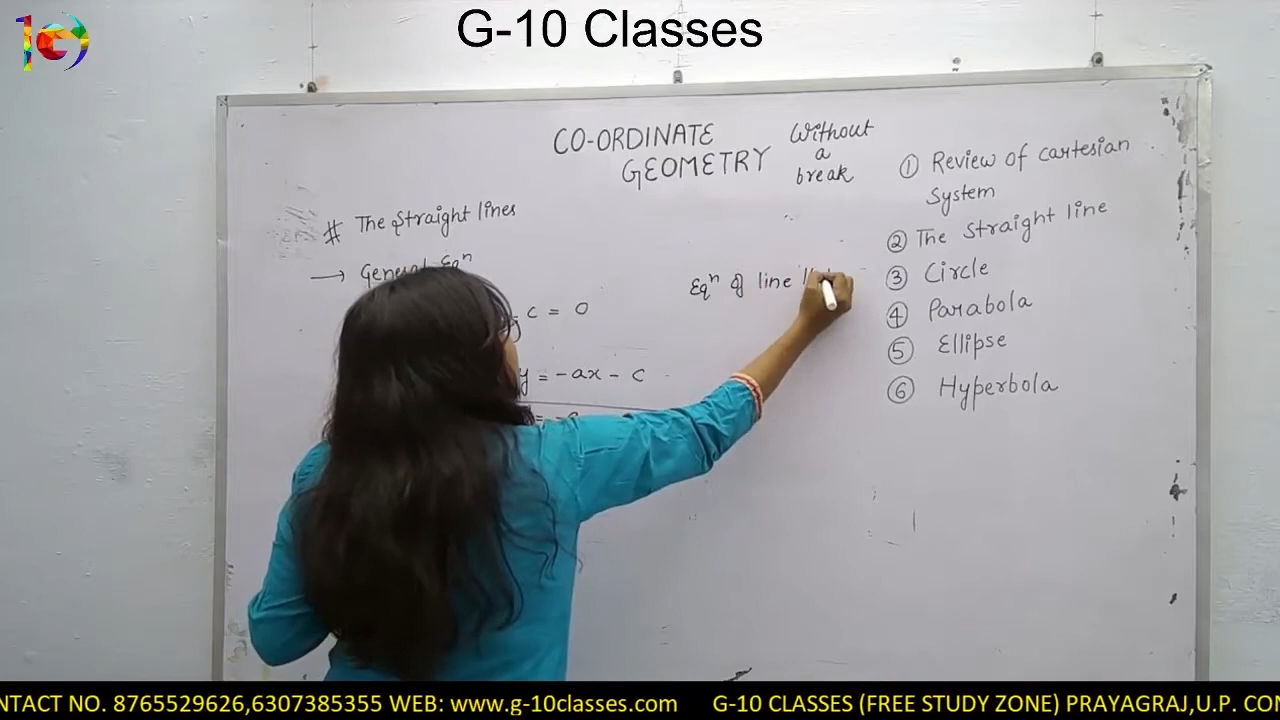 G-10 Classes
CO-ORDINATE
GEOMETRY
Without
a
break
# The Straight lines
→ General Eqⁿ
c = 0
y = -ax - c
Eqⁿ of line
① Review of cartesian
System
② The straight line
③ Circle
④ Parabola
⑤ Ellipse
⑥ Hyperbola
NTACT NO. 8765529626,6307385355 WEB: www.g-10classes.com G-10 CLASSES (FREE STUDY ZONE) PRAYAGRAJ,U.P. CON